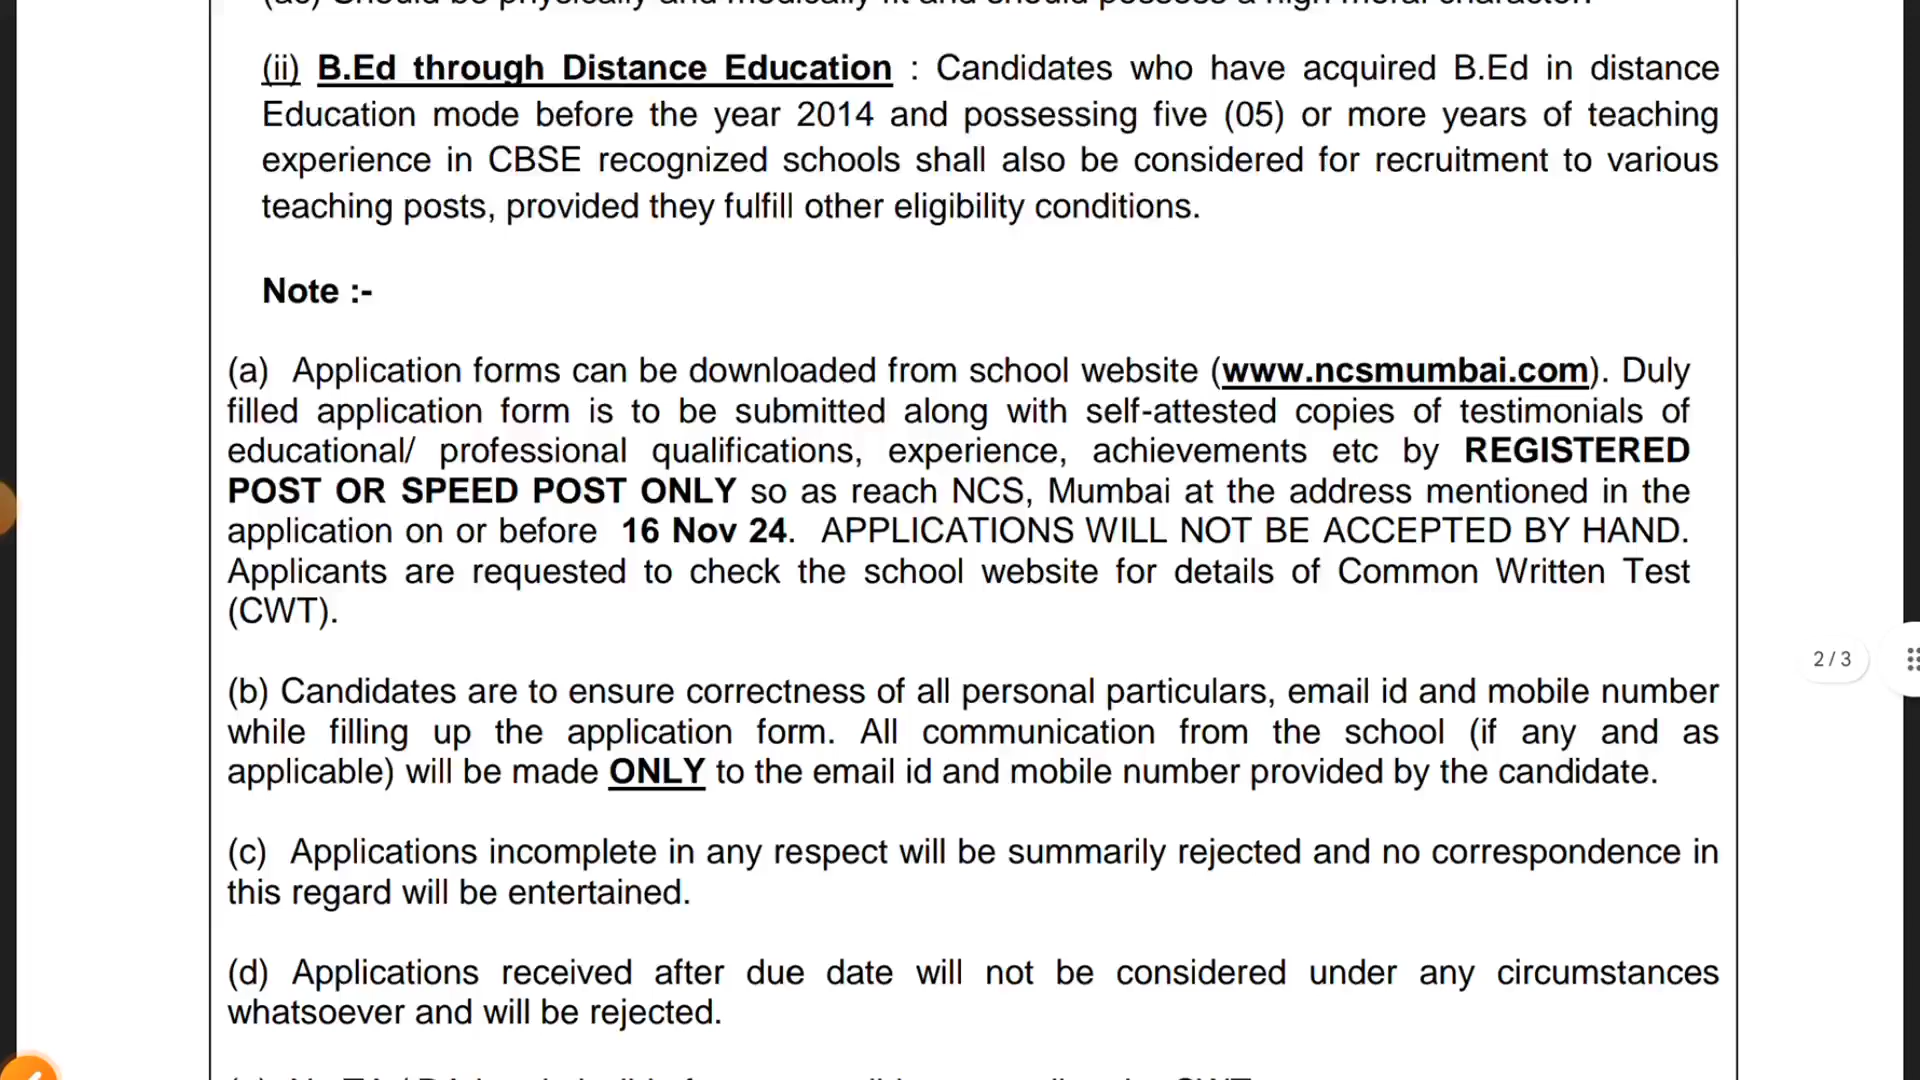 (ii) B.Ed through Distance Education : Candidates who have acquired B.Ed in distance
Education mode before the year 2014 and possessing five (05) or more years of teaching
experience in CBSE recognized schools shall also be considered for recruitment to various
teaching posts, provided they fulfill other eligibility conditions.
Note :-
(a) Application forms can be downloaded from school website (www.ncsmumbai.com). Duly
filled application form is to be submitted along with self-attested copies of testimonials of
educational/ professional qualifications, experience, achievements etc by REGISTERED
POST OR SPEED POST ONLY so as reach NCS, Mumbai at the address mentioned in the
application on or before 16 Nov 24. APPLICATIONS WILL NOT BE ACCEPTED BY HAND.
Applicants are requested to check the school website for details of Common Written Test
(CWT).
2 / 3
(b) Candidates are to ensure correctness of all personal particulars, email id and mobile number
while filling up the application form. All communication from the school (if any and as
applicable) will be made ONLY to the email id and mobile number provided by the candidate.
(c) Applications incomplete in any respect will be summarily rejected and no correspondence in
this regard will be entertained.
(d) Applications received after due date will not be considered under any circumstances
whatsoever and will be rejected.